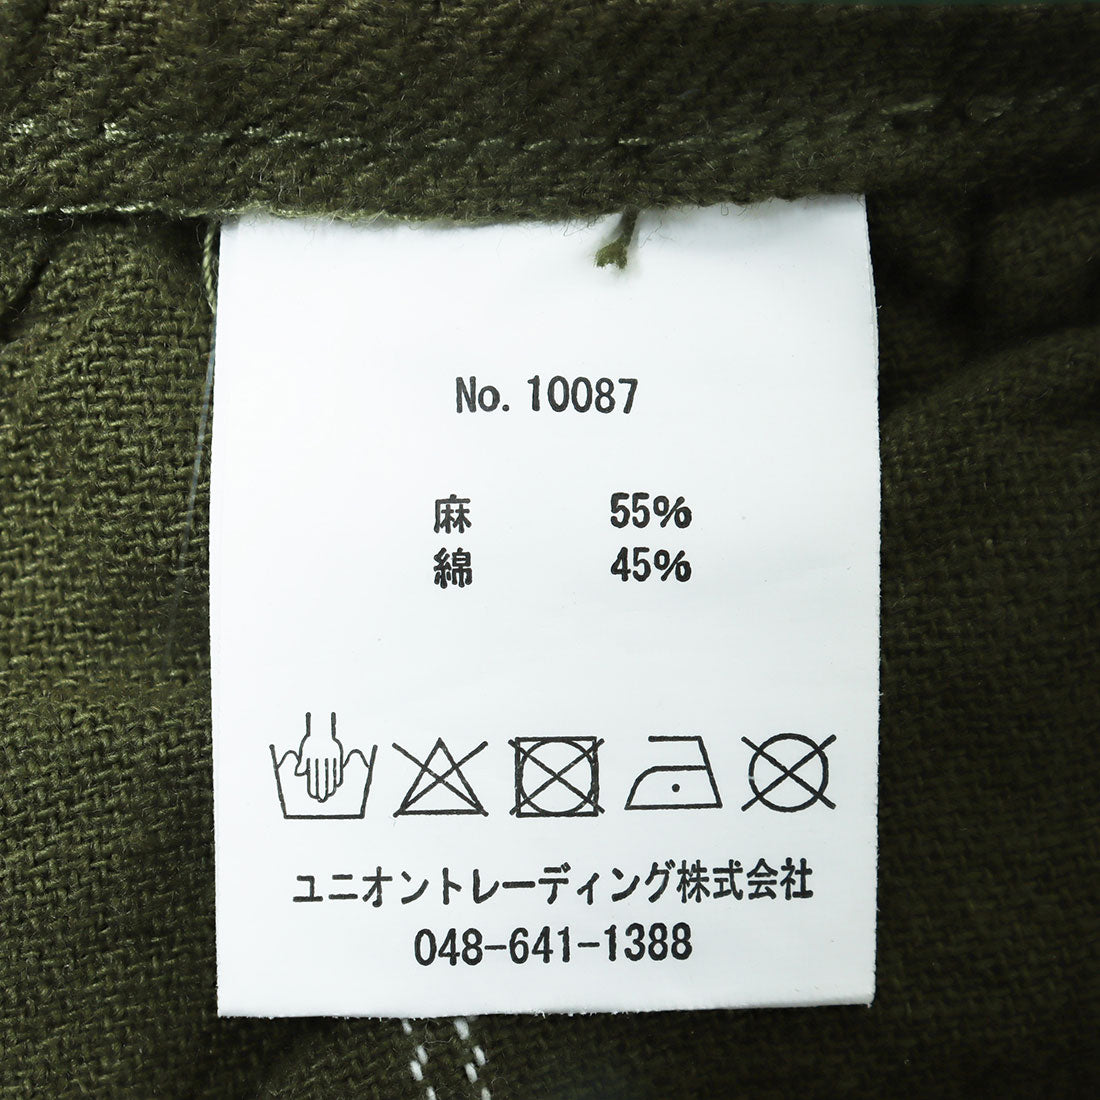 No. 10087
麻 55%
綿 45%
ユニオントレーディング株式会社
048-641-1388